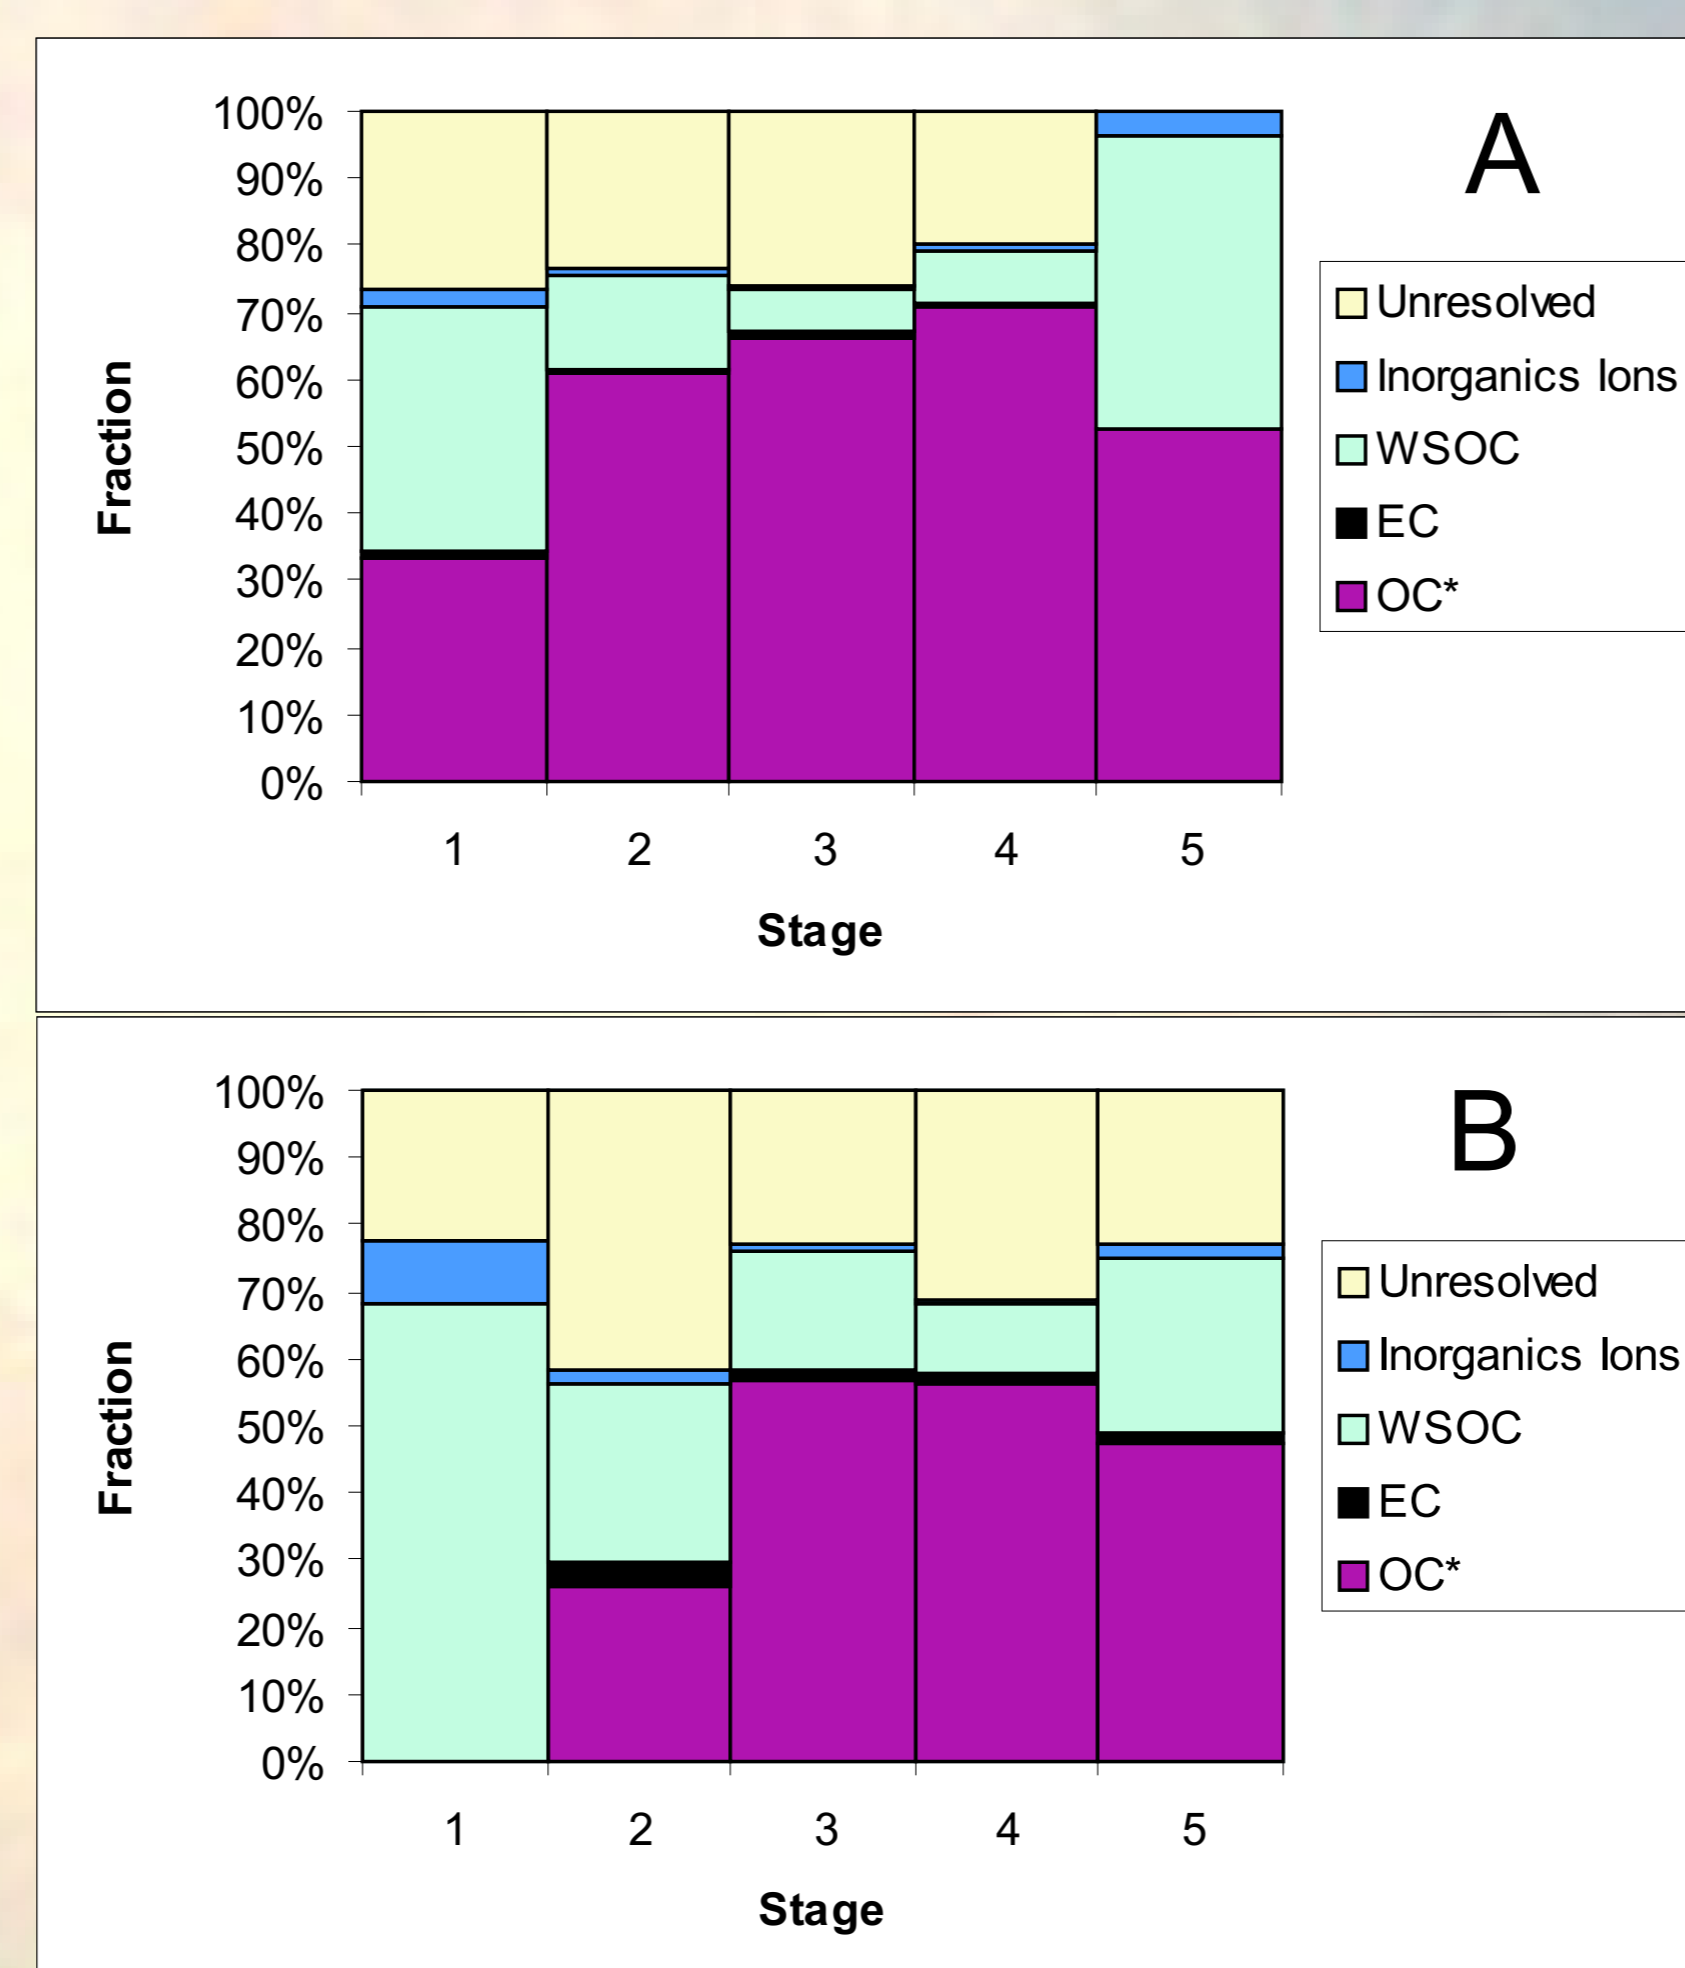 A
100%
90%
80%
70%
60%
50%
40%
30%
20%
10%
0%
Fraction
1 2 3 4 5
Stage
Unresolved
Inorganics Ions
WSOC
EC
OC*
B
100%
90%
80%
70%
60%
50%
40%
30%
20%
10%
0%
Fraction
1 2 3 4 5
Stage
Unresolved
Inorganics Ions
WSOC
EC
OC*